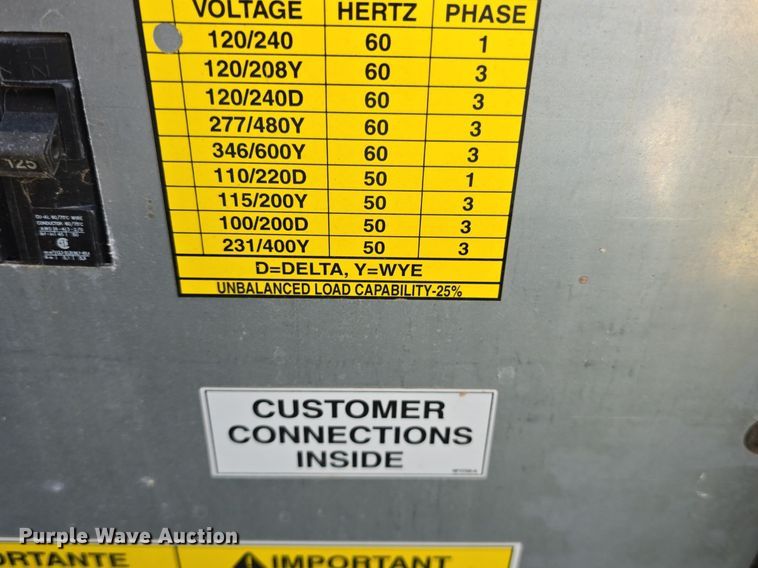 VOLTAGE HERTZ PHASE
120/240 60 1
120/208Y 60 3
120/240D 60 3
277/480Y 60 3
346/600Y 60 3
110/220D 50 1
115/200Y 50 3
100/200D 50 3
231/400Y 50 3
D=DELTA, Y=WYE
UNBALANCED LOAD CAPABILITY-25%
125
CUSTOMER
CONNECTIONS
INSIDE
Purple Wave Auction
ORTANTE
IMPORTANT